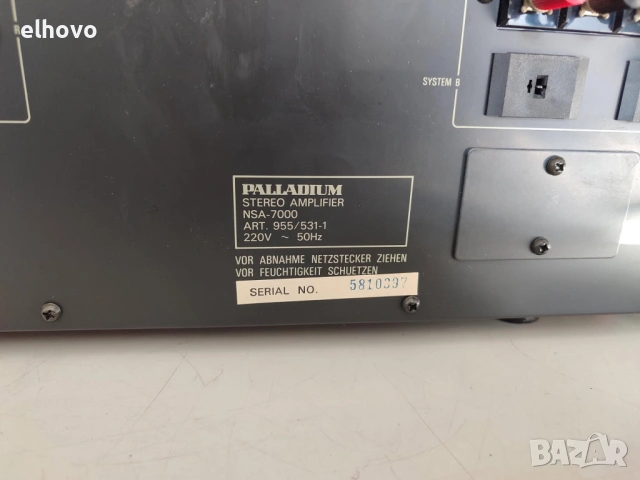 elhovo
SYSTEM B
PALLADIUM
STEREO AMPLIFIER
NSA-7000
ART. 955/531-1
220V ~ 50Hz
VOR ABNAHME NETZSTECKER ZIEHEN
VOR FEUCHTIGKEIT SCHUETZEN
SERIAL NO. 5810397
bazar